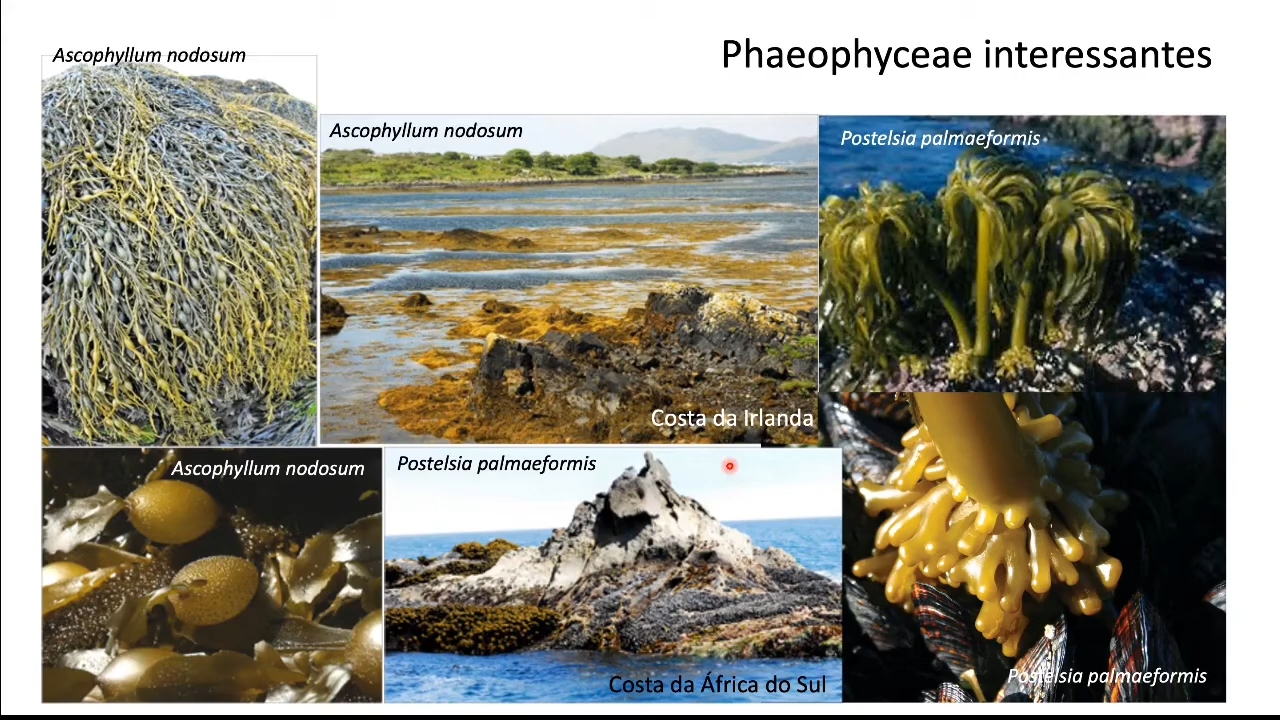 Ascophyllum nodosum
Phaeophyceae interessantes
Ascophyllum nodosum
Postelsia palmaeformis
Costa da Irlanda
Ascophyllum nodosum
Postelsia palmaeformis
Costa da África do Sul
Postelsia palmaeformis